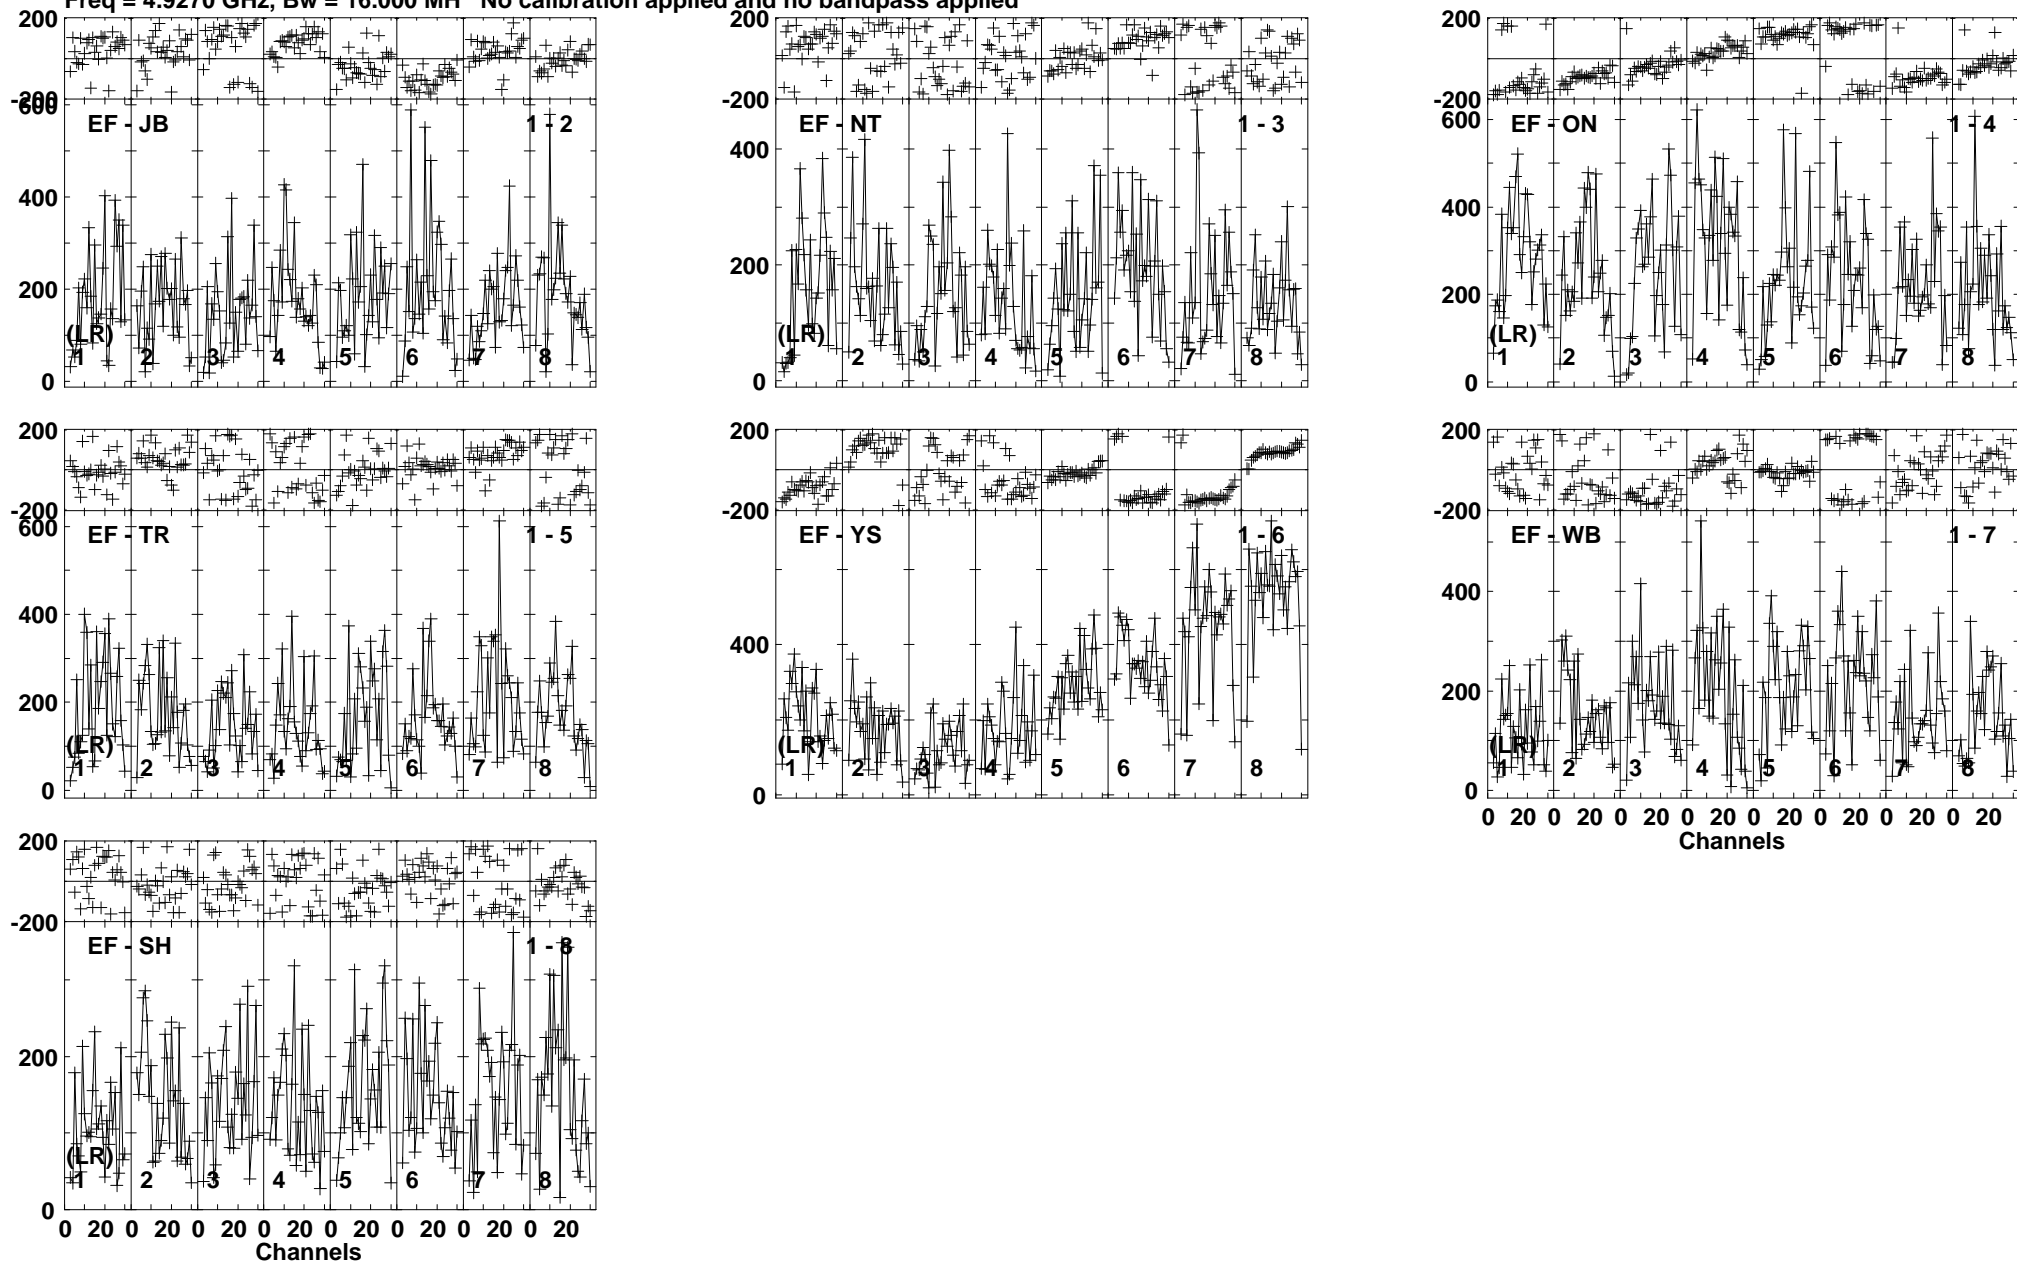 Freq = 4.9270 GHz, Bw = 16.000 MH No calibration applied and no bandpass applied
200 200 200
-200 -200 -200
600 EF - JB 1 - 2 EF - NT 1 - 3 600 EF - ON 1 - 4
400 400 400
200 200 200
(LR) (LR) (LR)
1 2 3 4 5 6 7 8 1 2 3 4 5 6 7 8 1 2 3 4 5 6 7 8
0 0 0
200 200 200
-200 -200 -200
600 EF - TR 1 - 5 EF - YS 1 - 6 EF - WB 1 - 7
400 400 400
200 200
(LR) (LR) (LR)
1 2 3 4 5 6 7 8 1 2 3 4 5 6 7 8 1 2 3 4 5 6 7 8
0 0 0
0 20 0 20 0 20 0 20 0 20 0 20 0 20 0 20
Channels
200
-200
EF - SH 1 - 8
200
(LR)
1 2 3 4 5 6 7 8
0
0 20 0 20 0 20 0 20 0 20 0 20 0 20 0 20
Channels